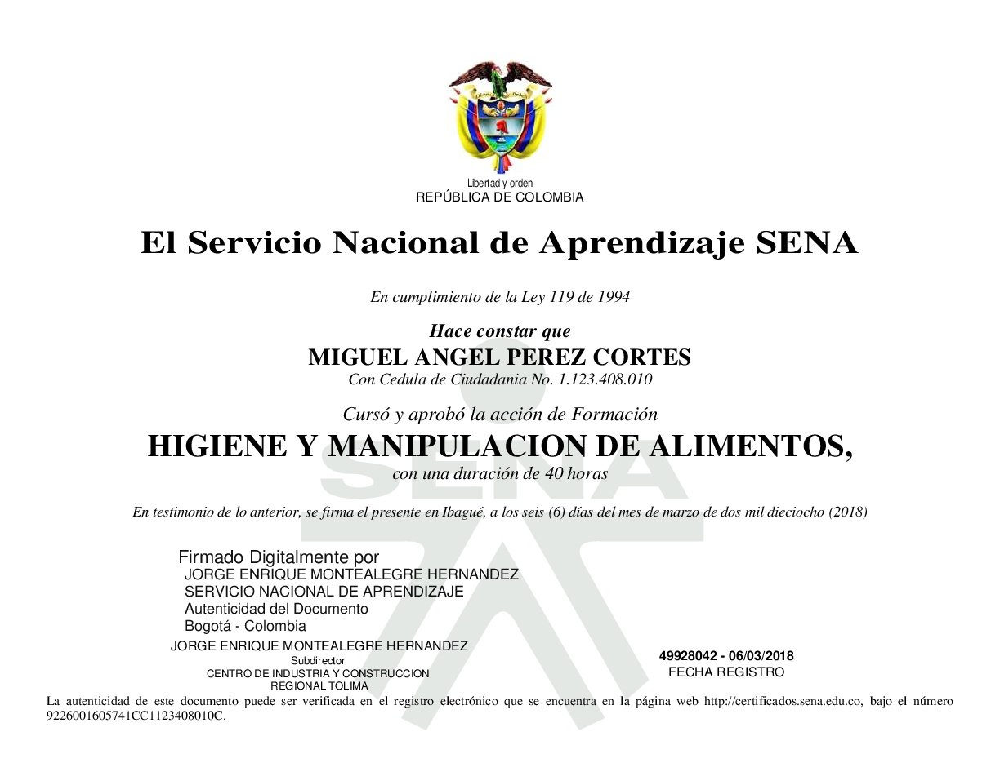 Libertad y Orden
Libertad y orden
REPÚBLICA DE COLOMBIA
El Servicio Nacional de Aprendizaje SENA
En cumplimiento de la Ley 119 de 1994
Hace constar que
MIGUEL ANGEL PEREZ CORTES
Con Cedula de Ciudadania No. 1.123.408.010
Cursó y aprobó la acción de Formación
HIGIENE Y MANIPULACION DE ALIMENTOS,
SENA
con una duración de 40 horas
En testimonio de lo anterior, se firma el presente en Ibagué, a los seis (6) días del mes de marzo de dos mil dieciocho (2018)
Firmado Digitalmente por
JORGE ENRIQUE MONTEALEGRE HERNANDEZ
SERVICIO NACIONAL DE APRENDIZAJE
Autenticidad del Documento
Bogotá - Colombia
JORGE ENRIQUE MONTEALEGRE HERNANDEZ
Subdirector
CENTRO DE INDUSTRIA Y CONSTRUCCION
REGIONAL TOLIMA
49928042 - 06/03/2018
FECHA REGISTRO
La autenticidad de este documento puede ser verificada en el registro electrónico que se encuentra en la página web http://certificados.sena.edu.co, bajo el número
9226001605741CC1123408010C.